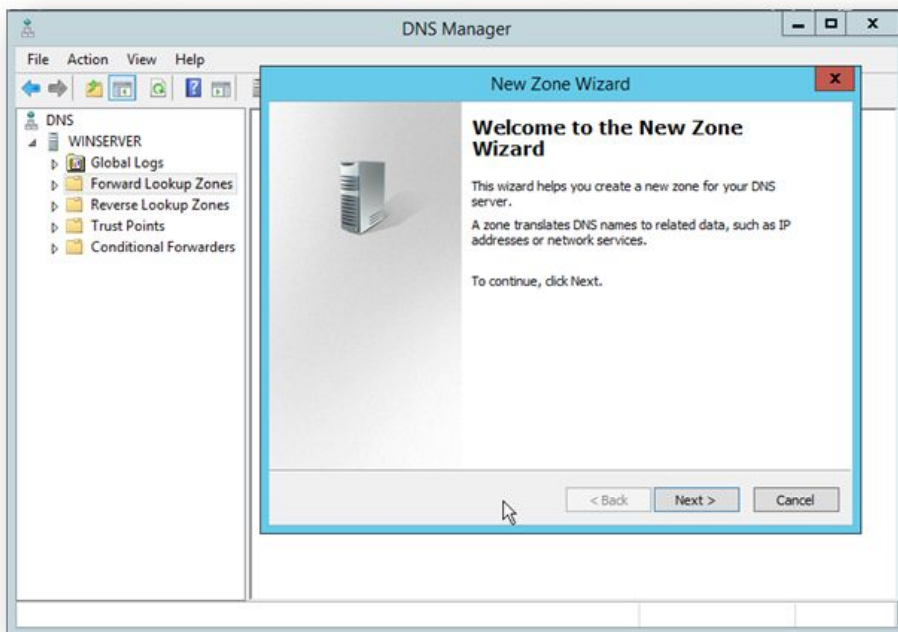 DNS Manager
File Action View Help
New Zone Wizard
DNS
WINSERVER
Global Logs
Forward Lookup Zones
Reverse Lookup Zones
Trust Points
Conditional Forwarders
Welcome to the New Zone
Wizard
This wizard helps you create a new zone for your DNS
server.
A zone translates DNS names to related data, such as IP
addresses or network services.
To continue, click Next.
< Back Next > Cancel